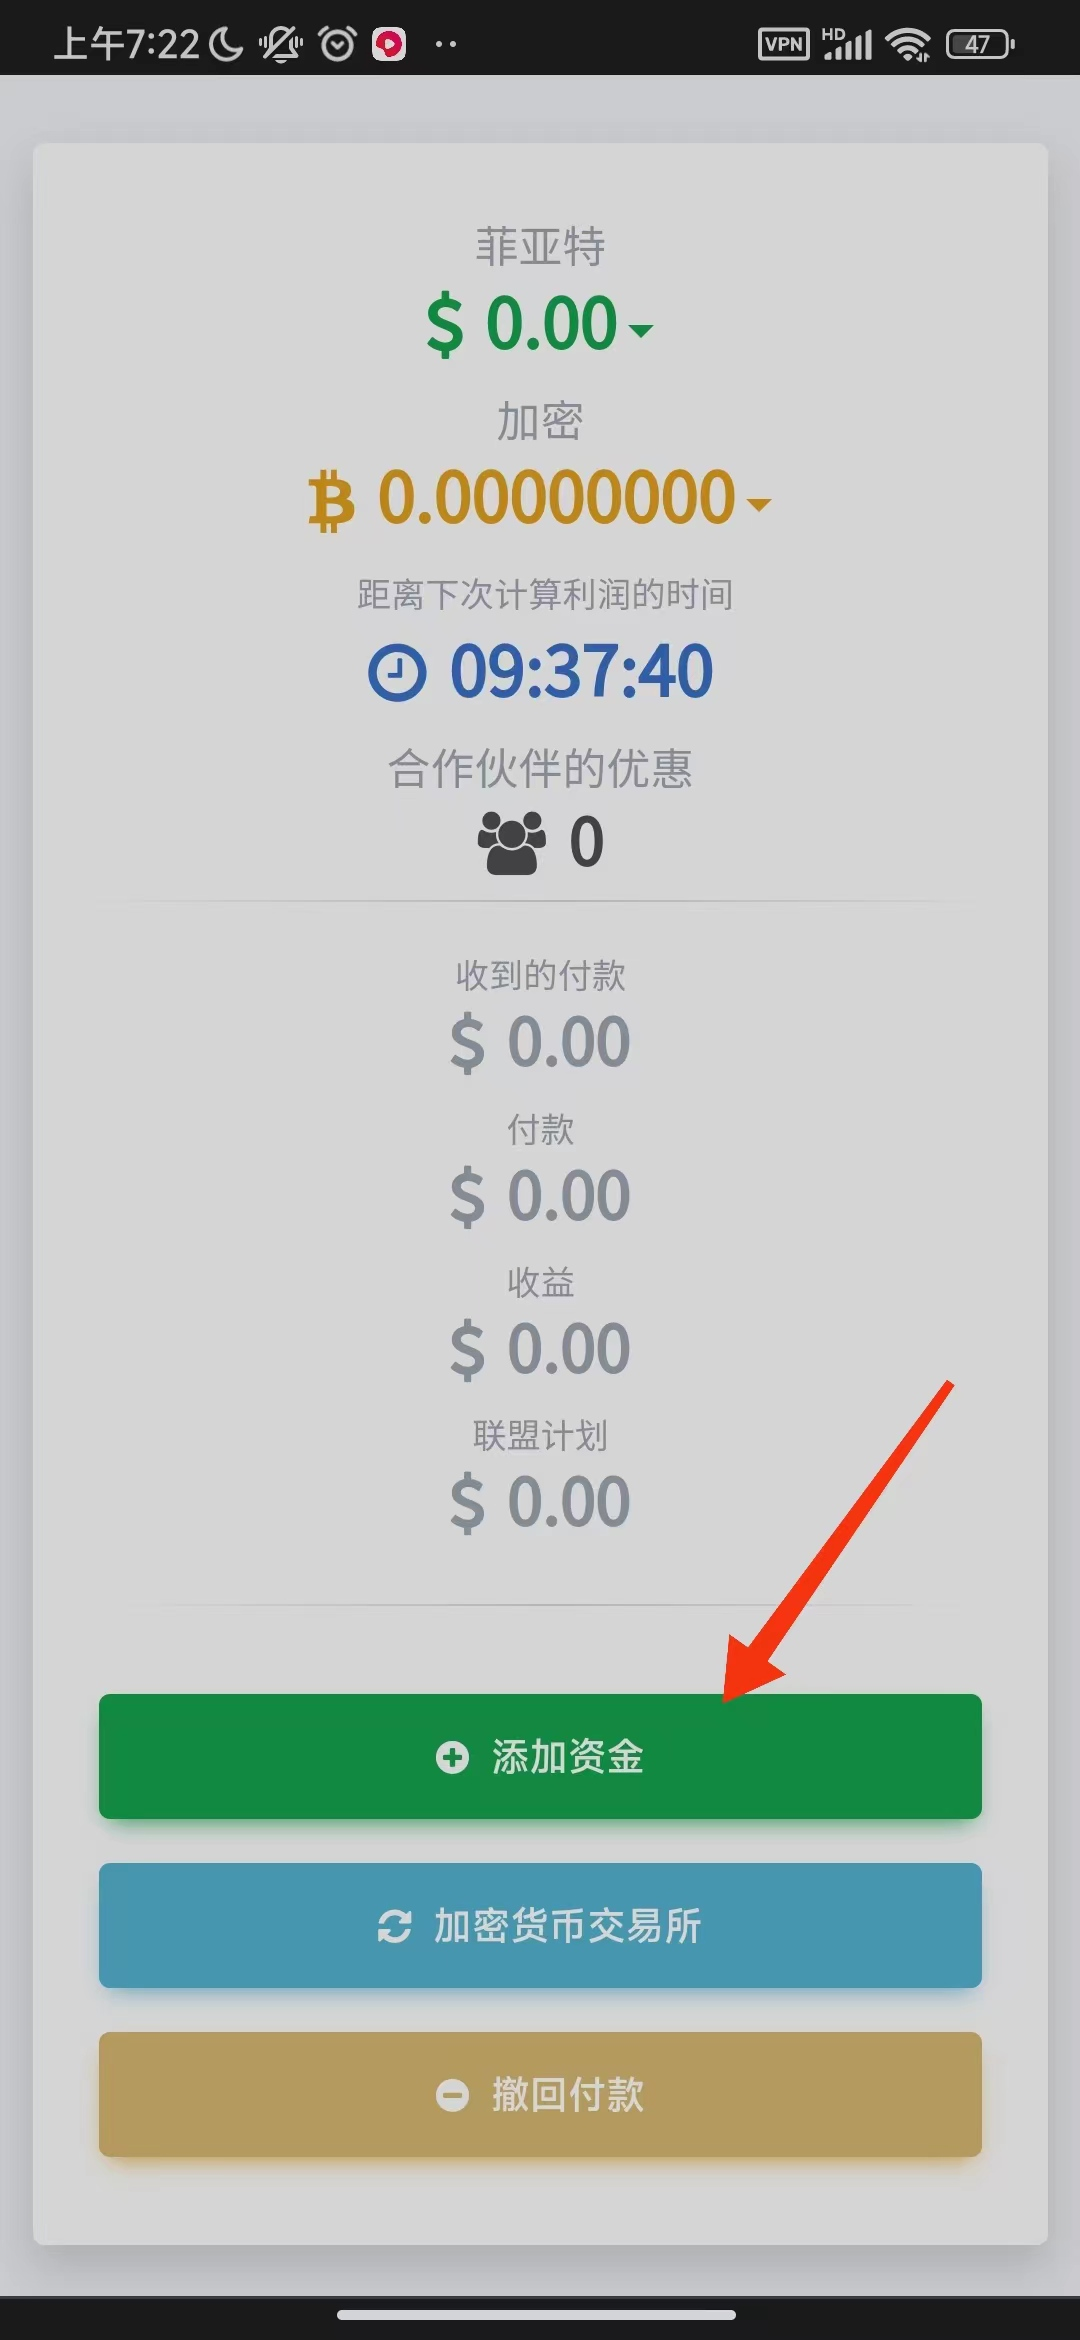 上午7:22
VPN HD 47
菲亚特
$ 0.00
加密
₿ 0.00000000
距离下次计算利润的时间
09:37:40
合作伙伴的优惠
0
收到的付款
$ 0.00
付款
$ 0.00
收益
$ 0.00
联盟计划
$ 0.00
添加资金
加密货币交易所
撤回付款